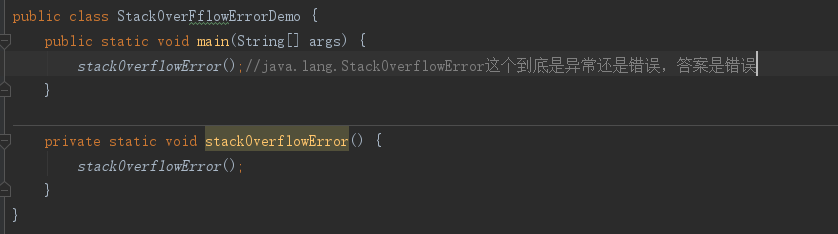 public class StackOverFflowErrorDemo {
public static void main(String[] args) {
stackOverflowError();//java.lang.StackOverflowError这个到底是异常还是错误，答案是错误
}
private static void stackOverflowError() {
stackOverflowError();
}
}